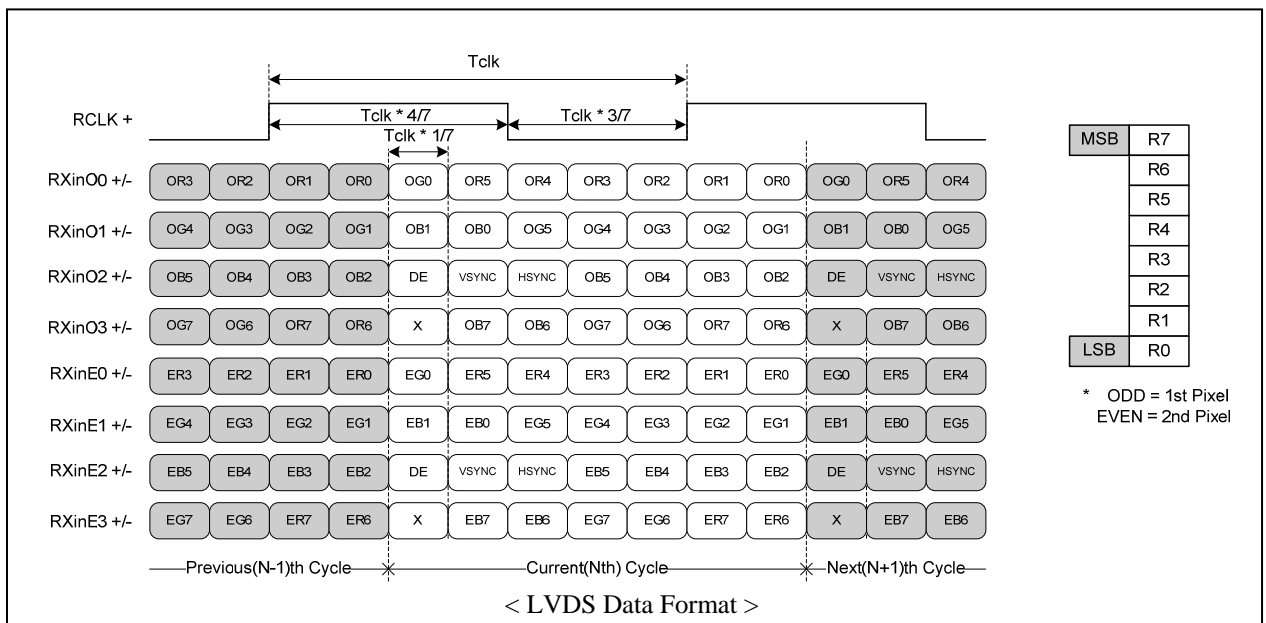 Tclk
RCLK +
Tclk * 4/7
Tclk * 3/7
Tclk * 1/7
RXinO0 +/- OR3 OR2 OR1 OR0 OG0 OR5 OR4 OR3 OR2 OR1 OR0 OG0 OR5 OR4
RXinO1 +/- OG4 OG3 OG2 OG1 OB1 OB0 OG5 OG4 OG3 OG2 OG1 OB1 OB0 OG5
RXinO2 +/- OB5 OB4 OB3 OB2 DE VSYNC HSYNC OB5 OB4 OB3 OB2 DE VSYNC HSYNC
RXinO3 +/- OG7 OG6 OR7 OR6 X OB7 OB6 OG7 OG6 OR7 OR6 X OB7 OB6
RXinE0 +/- ER3 ER2 ER1 ER0 EG0 ER5 ER4 ER3 ER2 ER1 ER0 EG0 ER5 ER4
RXinE1 +/- EG4 EG3 EG2 EG1 EB1 EB0 EG5 EG4 EG3 EG2 EG1 EB1 EB0 EG5
RXinE2 +/- EB5 EB4 EB3 EB2 DE VSYNC HSYNC EB5 EB4 EB3 EB2 DE VSYNC HSYNC
RXinE3 +/- EG7 EG6 ER7 ER6 X EB7 EB6 EG7 EG6 ER7 ER6 X EB7 EB6
Previous(N-1)th Cycle Current(Nth) Cycle Next(N+1)th Cycle
MSB R7
R6
R5
R4
R3
R2
R1
LSB R0
* ODD = 1st Pixel
EVEN = 2nd Pixel
< LVDS Data Format >